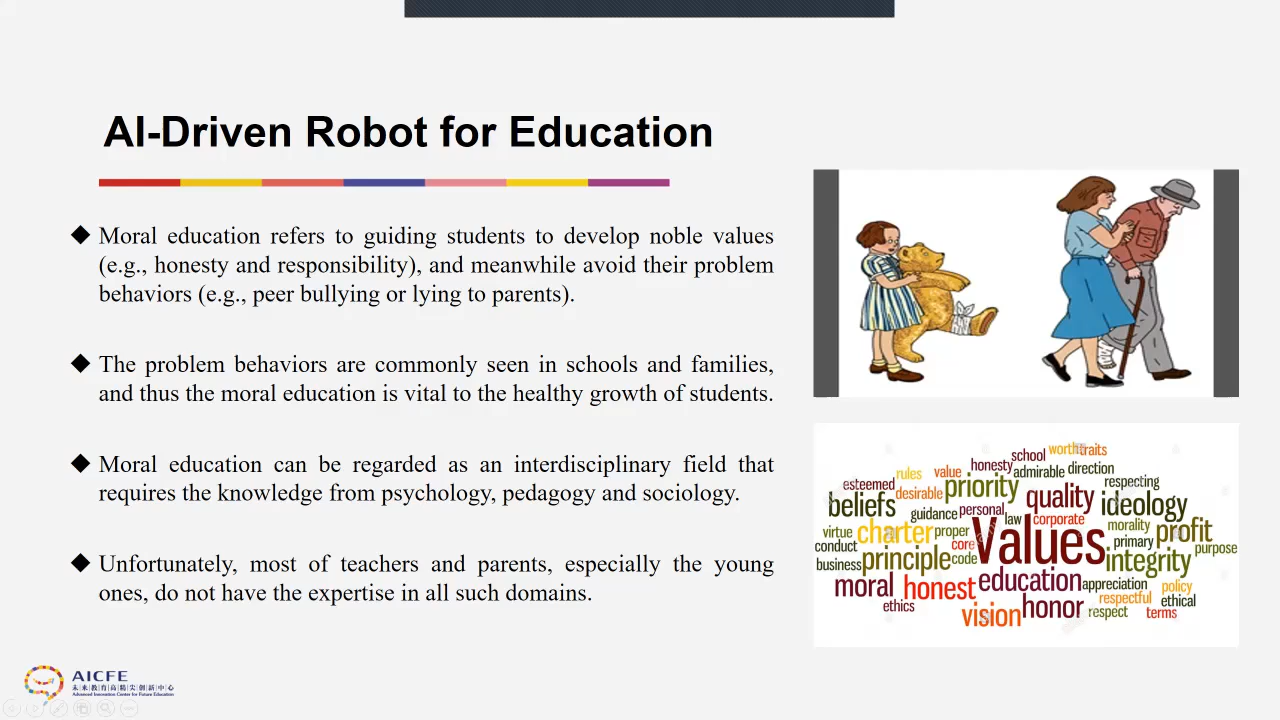 AI-Driven Robot for Education
Moral education refers to guiding students to develop noble values
(e.g., honesty and responsibility), and meanwhile avoid their problem
behaviors (e.g., peer bullying or lying to parents).
The problem behaviors are commonly seen in schools and families,
and thus the moral education is vital to the healthy growth of students.
Moral education can be regarded as an interdisciplinary field that
requires the knowledge from psychology, pedagogy and sociology.
Unfortunately, most of teachers and parents, especially the young
ones, do not have the expertise in all such domains.
school worth traits
rules value honesty admirable direction
esteemed desirable priority quality respecting
beliefs guidance personal law corporate ideology
virtue charter proper morality profit
conduct core Values primary purpose
business principle code integrity
moral honest education appreciation policy
ethics vision honor respectful ethical
respect terms
AICFE
未来教育高精尖创新中心
Advanced Innovation Center for Future Education